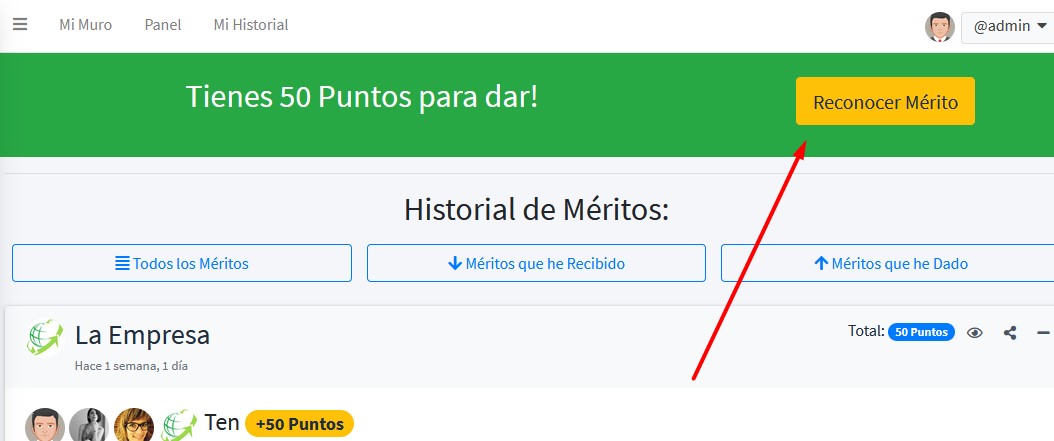 Mi Muro Panel Mi Historial @admin
Tienes 50 Puntos para dar! Reconocer Mérito
Historial de Méritos:
Todos los Méritos Méritos que he Recibido Méritos que he Dado
La Empresa Total: 50 Puntos
Hace 1 semana, 1 día
Ten +50 Puntos